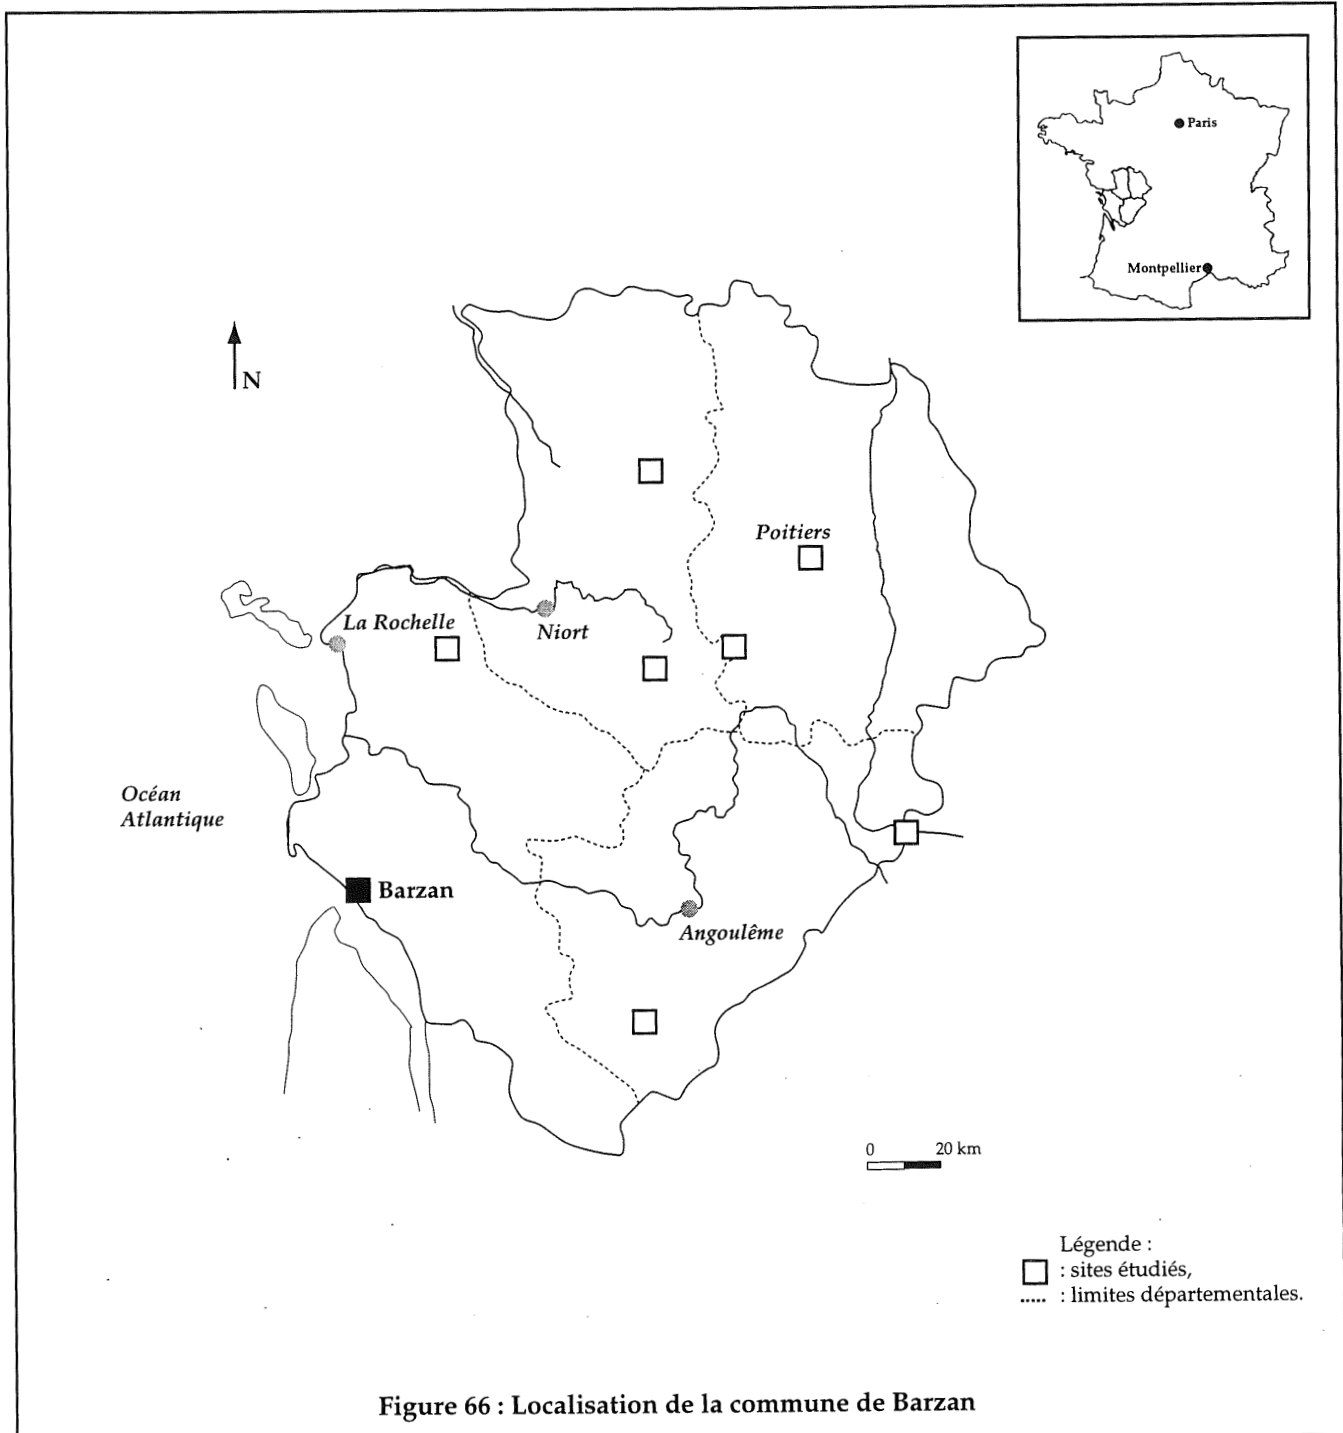 Paris
Montpellier
N
Poitiers
La Rochelle
Niort
Océan
Atlantique
Barzan
Angoulême
0 20 km
Légende :
: sites étudiés,
..... : limites départementales.
Figure 66 : Localisation de la commune de Barzan